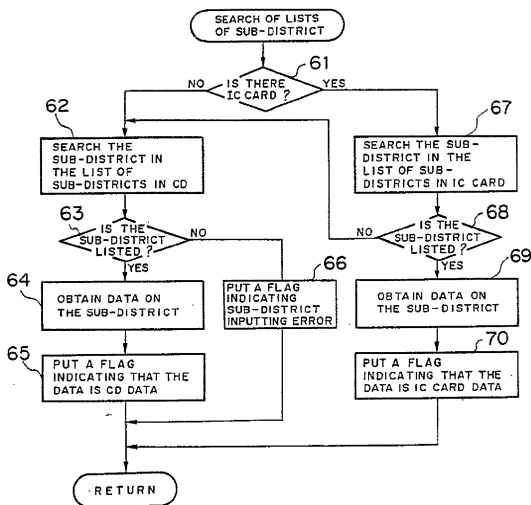 SEARCH OF LISTS
OF SUB-DISTRICT
61
IS THERE
IC CARD ?
NO
YES
62
SEARCH THE
SUB-DISTRICT IN
THE LIST OF
SUB-DISTRICTS IN CD
67
SEARCH THE SUB-
DISTRICT IN THE
LIST OF SUB-
DISTRICTS IN IC CARD
63
IS THE
SUB-DISTRICT
LISTED ?
NO
YES
68
IS THE
SUB-DISTRICT
LISTED ?
NO
YES
64
OBTAIN DATA ON
THE SUB-DISTRICT
66
PUT A FLAG
INDICATING
SUB-DISTRICT
INPUTTING ERROR
69
OBTAIN DATA ON
THE SUB-DISTRICT
65
PUT A FLAG
INDICATING THAT THE
DATA IS CD DATA
70
PUT A FLAG
INDICATING THAT THE
DATA IS IC CARD DATA
RETURN